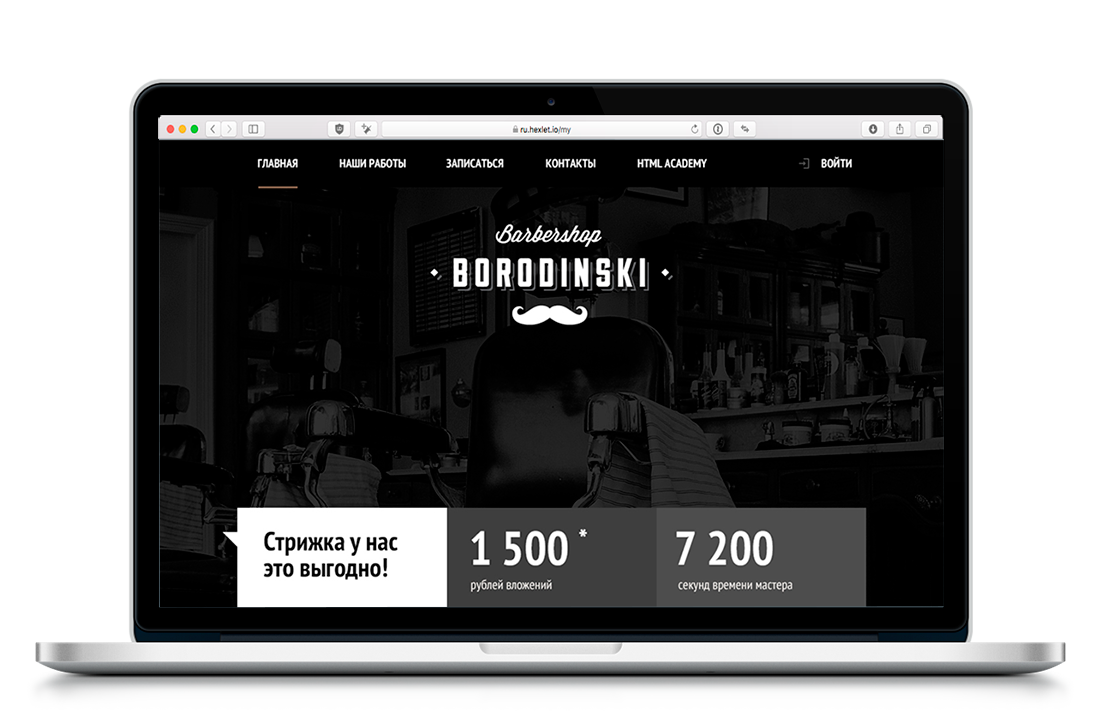 ru.hexlet.io/my
ГЛАВНАЯ НАШИ РАБОТЫ ЗАПИСАТЬСЯ КОНТАКТЫ HTML ACADEMY ВОЙТИ
Barbershop
BORODINSKI
Стрижка у нас
это выгодно!
1 500 *
рублей вложений
7 200
секунд времени мастера